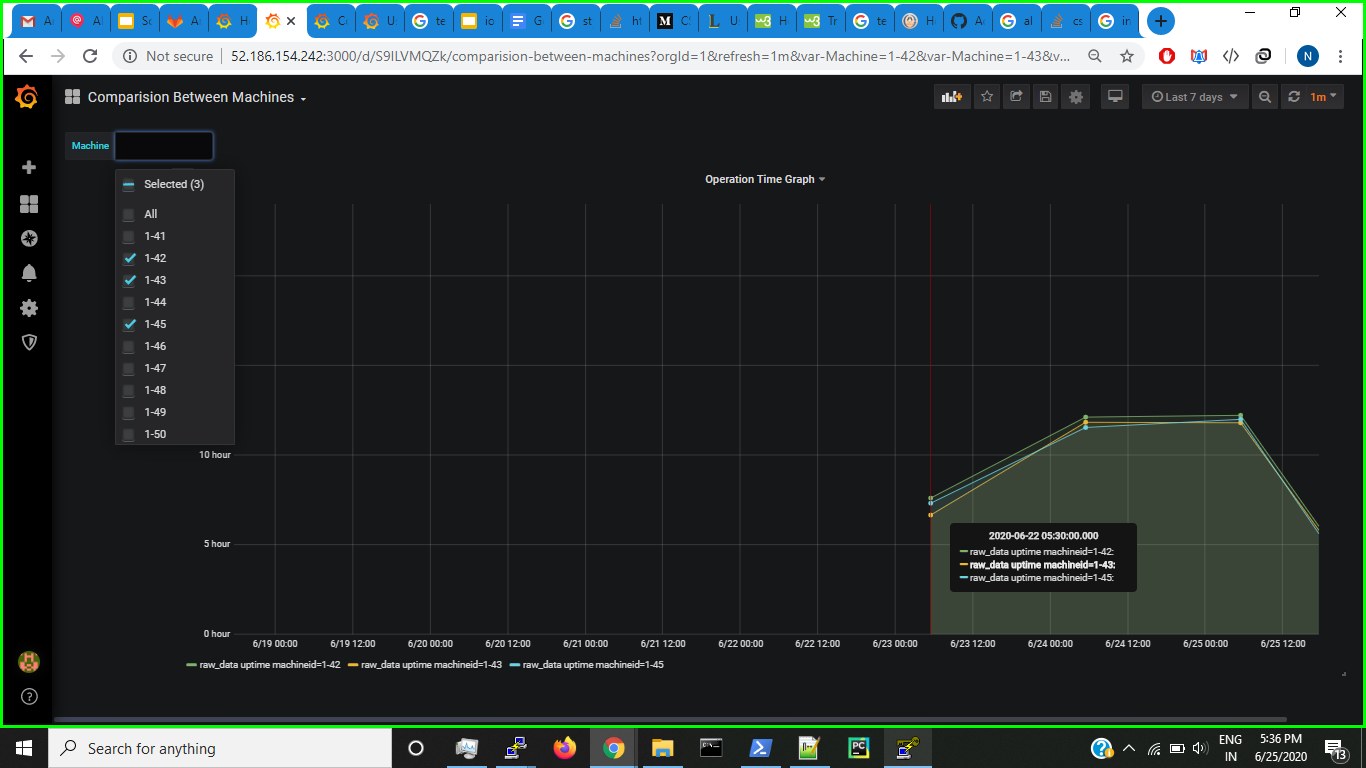 A
Al
Sc
A
H
C
U
te
io
G
st
ht
M
C
L
U
w3
H
w3
Tr
te
H
A
al
cs
in
Not secure | 52.186.154.242:3000/d/S9ILVMQZk/comparision-between-machines?orgId=1&refresh=1m&var-Machine=1-42&var-Machine=1-43&v...
N
Comparision Between Machines
Last 7 days
1m
Machine
Selected (3)
All
1-41
1-42
1-43
1-44
1-45
1-46
1-47
1-48
1-49
1-50
Operation Time Graph
10 hour
5 hour
0 hour
6/19 00:00 6/19 12:00 6/20 00:00 6/20 12:00 6/21 00:00 6/21 12:00 6/22 00:00 6/22 12:00 6/23 00:00 6/23 12:00 6/24 00:00 6/24 12:00 6/25 00:00 6/25 12:00
2020-06-22 05:30:00.000
raw_data uptime machineid=1-42:
raw_data uptime machineid=1-43:
raw_data uptime machineid=1-45:
raw_data uptime machineid=1-42 raw_data uptime machineid=1-43 raw_data uptime machineid=1-45
Search for anything
PC
ENG
IN
5:36 PM
6/25/2020
13